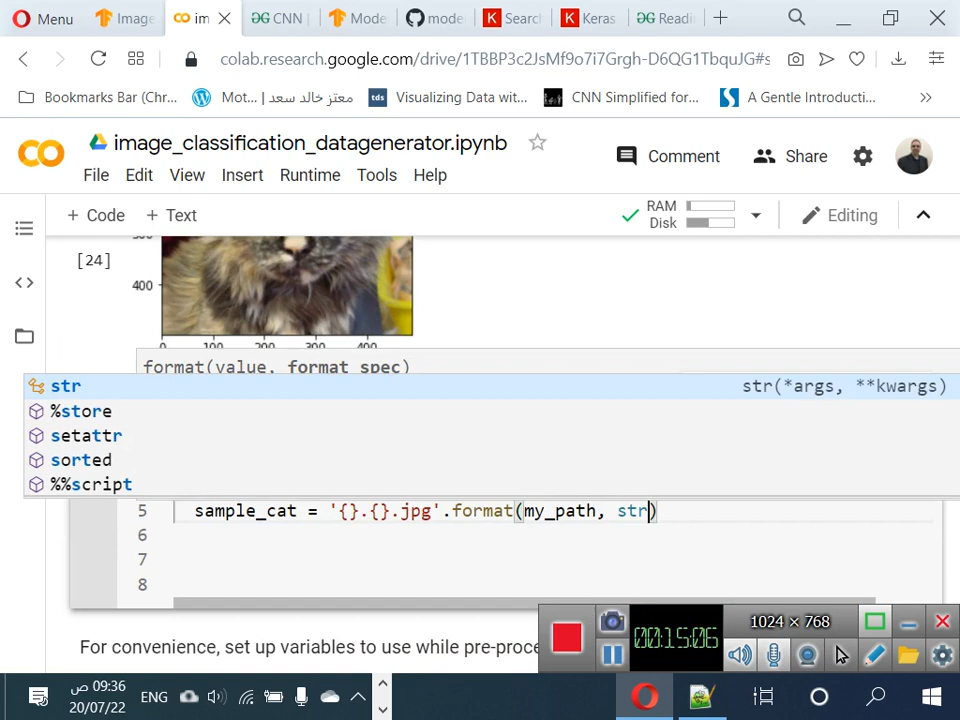 Menu Image im CNN Mode mode Search Keras Readi
colab.research.google.com/drive/1TBBP3c2JsMf9o7i7Grgh-D6QG1TbquJG#s
Bookmarks Bar (Chr... Mot... | معتز خالد سعد tds Visualizing Data wit... CNN Simplified for... A Gentle Introducti...
image_classification_datagenerator.ipynb
Comment Share
File Edit View Insert Runtime Tools Help
+ Code + Text
RAM
Disk
Editing
[24]
400
0 100 200 300 400
format(value, format_spec)
str str(*args, **kwargs)
%store
setattr
sorted
%%script
5 sample_cat = '{}.{}.jpg'.format(my_path, str)
6
7
8
For convenience, set up variables to use while pre-proce
00:15:06
1024 × 768
09:36 ص
ENG
20/07/22